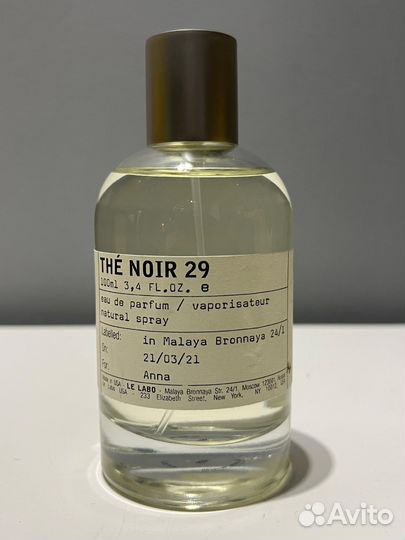 THÉ NOIR 29
100ml 3,4 FL.OZ. e
eau de parfum / vaporisateur
natural spray
Labelled: in Malaya Bronnaya 24/1
On: 21/03/21
For: Anna
Made in USA - LE LABO - Malaya Bronnaya Str. 24/1, Moscow
USA - 233 Elizabeth Street, New York, NY 10012,
Avito